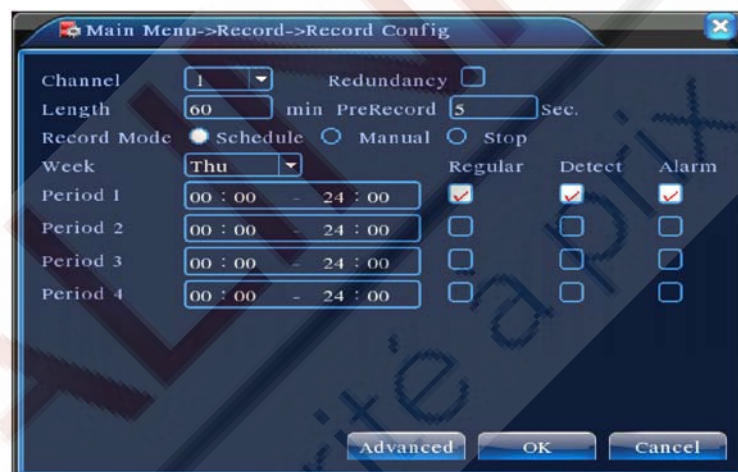 Main Menu->Record->Record Config
Channel 1 Redundancy
Length 60 min PreRecord 5 Sec.
Record Mode Schedule Manual Stop
Week Thu Regular Detect Alarm
Period 1 00 : 00 - 24 : 00
Period 2 00 : 00 - 24 : 00
Period 3 00 : 00 - 24 : 00
Period 4 00 : 00 - 24 : 00
Advanced OK Cancel
à prix